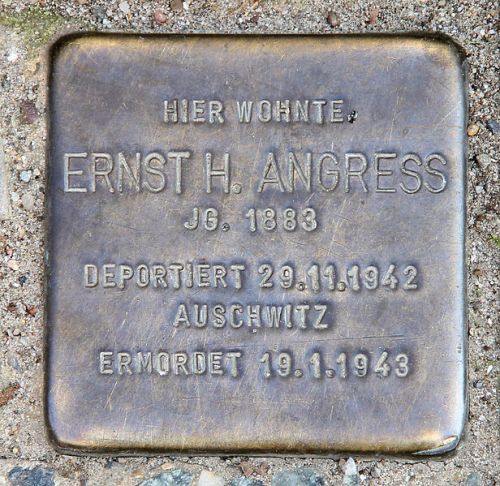 HIER WOHNTE
ERNST H. ANGRESS
JG. 1883
DEPORTIERT 29.11.1942
AUSCHWITZ
ERMORDET 19.1.1943